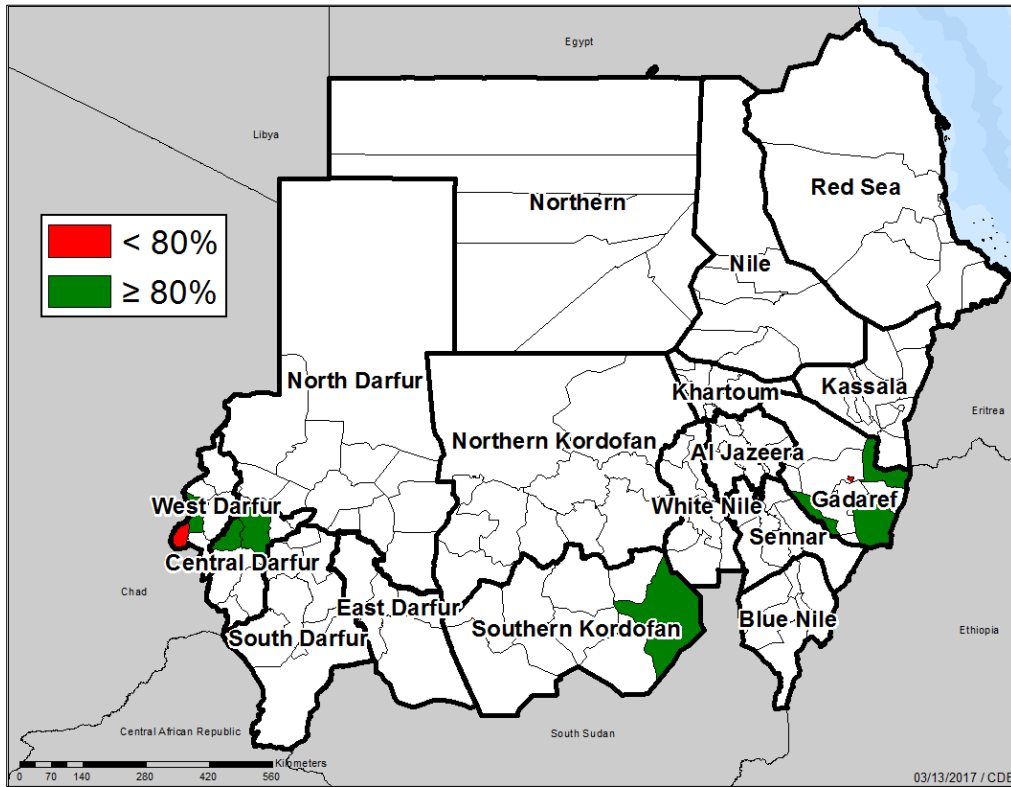 Egypt
Libya
Red Sea
Northern
< 80%
≥ 80%
Nile
North Darfur
Khartoum
Kassala
Eritrea
Northern Kordofan
Al Jazeera
West Darfur
White Nile
Gadaref
Sennar
Central Darfur
Chad
East Darfur
Southern Kordofan
Blue Nile
South Darfur
Ethiopia
Central African Republic
South Sudan
Kilometers
0 70 140 280 420 560
03/13/2017 / CDE